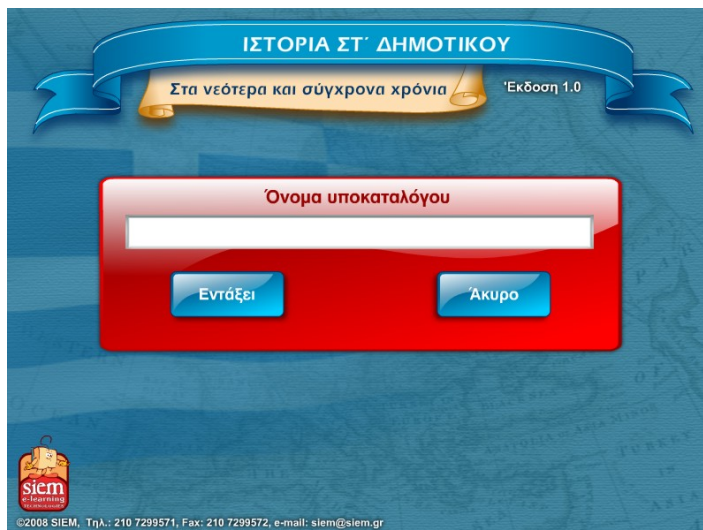 ΙΣΤΟΡΙΑ ΣΤ΄ ΔΗΜΟΤΙΚΟΥ
Στα νεότερα και σύγχρονα χρόνια
Έκδοση 1.0
Όνομα υποκαταλόγου
Εντάξει
Άκυρο
siem
e-learning
TECHNOLOGIES
©2008 SIEM, Τηλ.: 210 7299571, Fax: 210 7299572, e-mail: siem@siem.gr